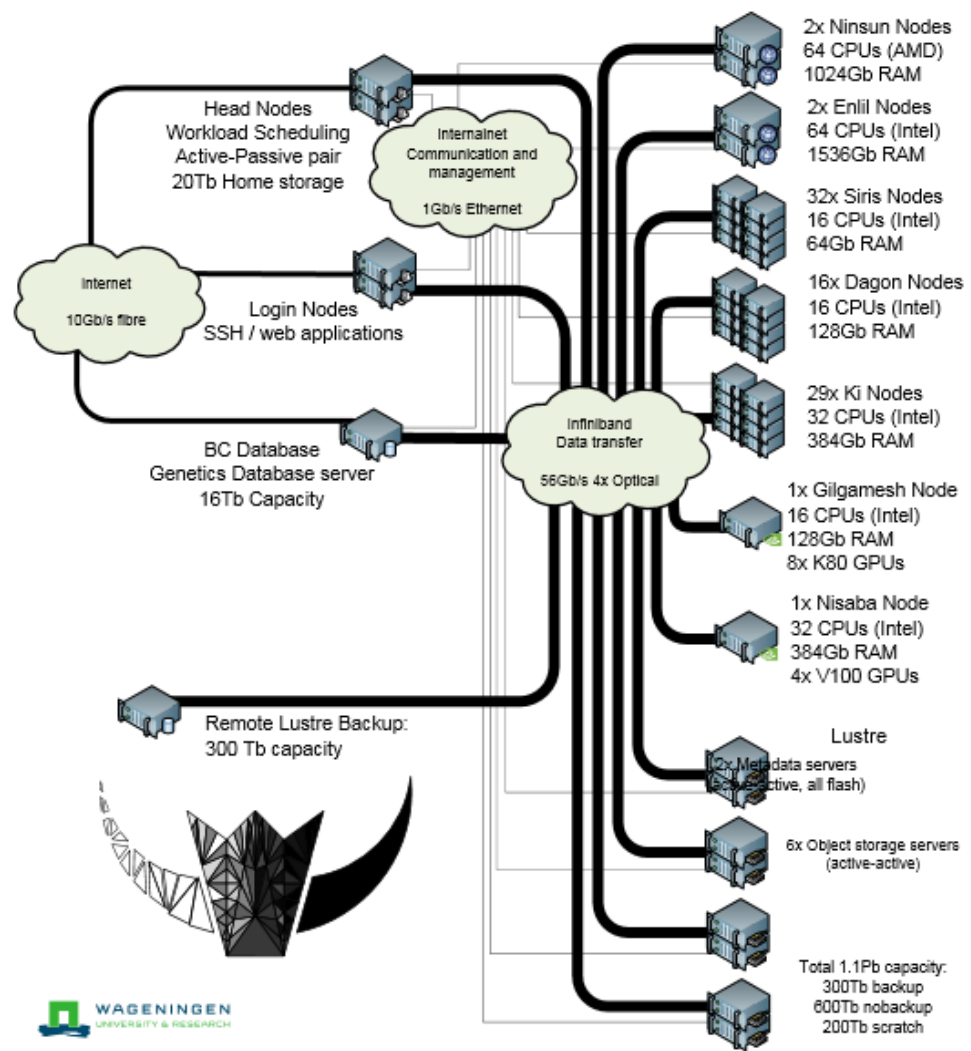 Head Nodes
Workload Scheduling
Active-Passive pair
20Tb Home storage
Internalnet
Communication and
management
1Gb/s Ethernet
Internet
10Gb/s fibre
Login Nodes
SSH / web applications
BC Database
Genetics Database server
16Tb Capacity
Infiniband
Data transfer
56Gb/s 4x Optical
Remote Lustre Backup:
300 Tb capacity
2x Ninsun Nodes
64 CPUs (AMD)
1024Gb RAM
2x Enlil Nodes
64 CPUs (Intel)
1536Gb RAM
32x Siris Nodes
16 CPUs (Intel)
64Gb RAM
16x Dagon Nodes
16 CPUs (Intel)
128Gb RAM
29x Ki Nodes
32 CPUs (Intel)
384Gb RAM
1x Gilgamesh Node
16 CPUs (Intel)
128Gb RAM
8x K80 GPUs
1x Nisaba Node
32 CPUs (Intel)
384Gb RAM
4x V100 GPUs
Lustre
2x Metadata servers
(active-active, all flash)
6x Object storage servers
(active-active)
Total 1.1Pb capacity:
300Tb backup
600Tb nobackup
200Tb scratch
WAGENINGEN
UNIVERSITY & RESEARCH